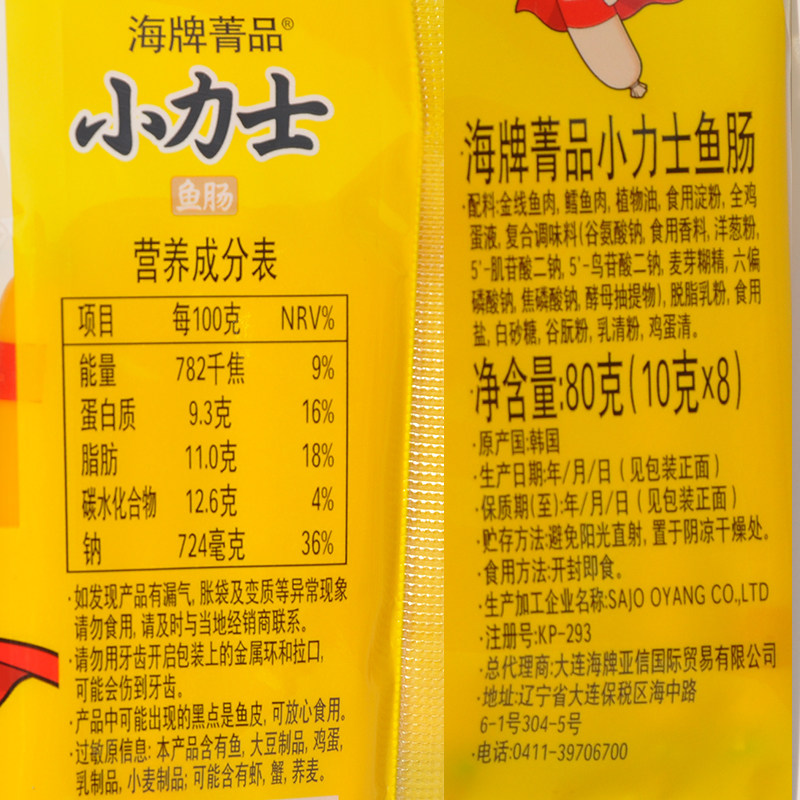 海牌菁品®
小力士
鱼肠
营养成分表
项目 每100克 NRV%
能量 782千焦 9%
蛋白质 9.3克 16%
脂肪 11.0克 18%
碳水化合物 12.6克 4%
钠 724毫克 36%
·如发现产品有漏气, 胀袋及变质等异常现象
请勿食用, 请及时与当地经销商联系。
·请勿用牙齿开启包装上的金属环和拉口,
可能会伤到牙齿。
·产品中可能出现的黑点是鱼皮, 可放心食用。
·过敏原信息: 本产品含有鱼, 大豆制品, 鸡蛋,
乳制品, 小麦制品; 可能含有虾, 蟹, 荞麦。
·海牌菁品小力士鱼肠
·配料:金线鱼肉, 鳕鱼肉, 植物油, 食用淀粉, 全鸡
蛋液, 复合调味料(谷氨酸钠, 食用香料, 洋葱粉,
5'-肌苷酸二钠, 5'-鸟苷酸二钠, 麦芽糊精, 六偏
磷酸钠, 焦磷酸钠, 酵母抽提物), 脱脂乳粉, 食用
盐, 白砂糖, 谷朊粉, 乳清粉, 鸡蛋清。
·净含量:80克(10克×8)
·原产国:韩国
·生产日期:年/月/日（见包装正面）
·保质期(至):年/月/日（见包装正面）
·贮存方法:避免阳光直射, 置于阴凉干燥处。
·食用方法:开封即食。
·生产加工企业名称:SAJO OYANG CO.,LTD
·注册号:KP-293
·总代理商:大连海牌亚信国际贸易有限公司
·地址:辽宁省大连保税区海中路
6-1号304-5号
·电话:0411-39706700